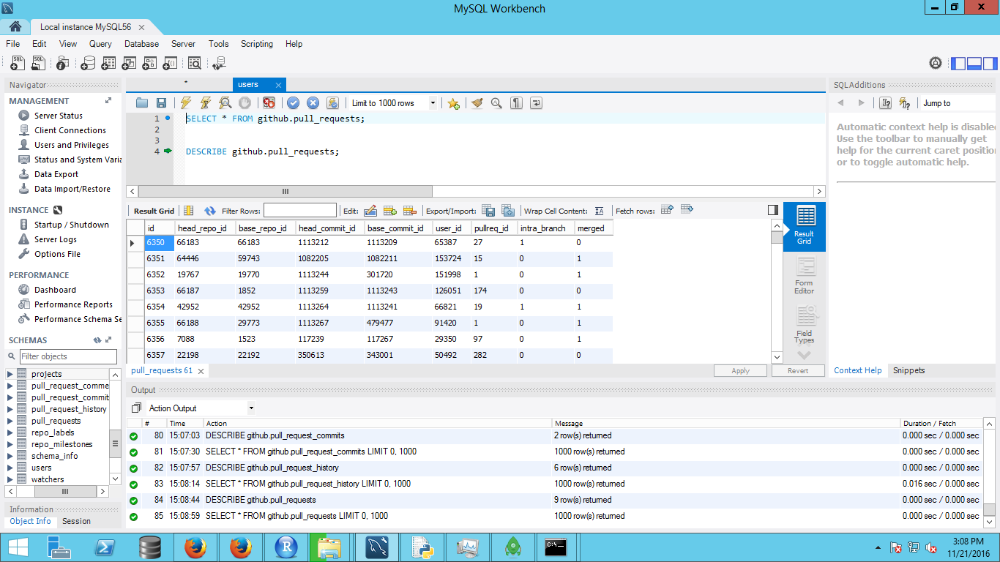 MySQL Workbench
Local instance MySQL56
File Edit View Query Database Server Tools Scripting Help
Navigator
MANAGEMENT
Server Status
Client Connections
Users and Privileges
Status and System Varia
Data Export
Data Import/Restore
INSTANCE
Startup / Shutdown
Server Logs
Options File
PERFORMANCE
Dashboard
Performance Reports
Performance Schema Se
SCHEMAS
Filter objects
projects
pull_request_comme
pull_request_commit
pull_request_history
pull_requests
repo_labels
repo_milestones
schema_info
users
watchers
Information
Object Info Session
users
Limit to 1000 rows
1 SELECT * FROM github.pull_requests;
2
3
4 DESCRIBE github.pull_requests;
Result Grid Filter Rows: Edit: Export/Import: Wrap Cell Content: Fetch rows:
id head_repo_id base_repo_id head_commit_id base_commit_id user_id pullreq_id intra_branch merged
6350 66183 66183 1113212 1113209 65387 27 1 0
6351 64446 59743 1082205 1082211 153724 15 0 1
6352 19767 19770 1113244 301720 151998 1 0 1
6353 66187 1852 1113259 1113243 126051 174 0 0
6354 42952 42952 1113264 1113241 66821 19 1 1
6355 66188 29773 1113267 479477 91420 1 0 1
6356 7088 1523 117239 117267 29350 97 0 1
6357 22198 22192 350613 343001 50492 282 0 0
Result
Grid
Form
Editor
Field
Types
pull_requests 61
Apply Revert
SQLAdditions
Jump to
Automatic context help is disabled
Use the toolbar to manually get
help for the current caret position
or to toggle automatic help.
Context Help Snippets
Output
Action Output
# Time Action Message Duration / Fetch
80 15:07:03 DESCRIBE github.pull_request_commits 2 row(s) returned 0.000 sec / 0.000 sec
81 15:07:30 SELECT * FROM github.pull_request_commits LIMIT 0, 1000 1000 row(s) returned 0.000 sec / 0.000 sec
82 15:07:57 DESCRIBE github.pull_request_history 6 row(s) returned 0.000 sec / 0.000 sec
83 15:08:14 SELECT * FROM github.pull_request_history LIMIT 0, 1000 1000 row(s) returned 0.016 sec / 0.000 sec
84 15:08:44 DESCRIBE github.pull_requests 9 row(s) returned 0.000 sec / 0.000 sec
85 15:08:59 SELECT * FROM github.pull_requests LIMIT 0, 1000 1000 row(s) returned 0.000 sec / 0.000 sec
3:08 PM
11/21/2016